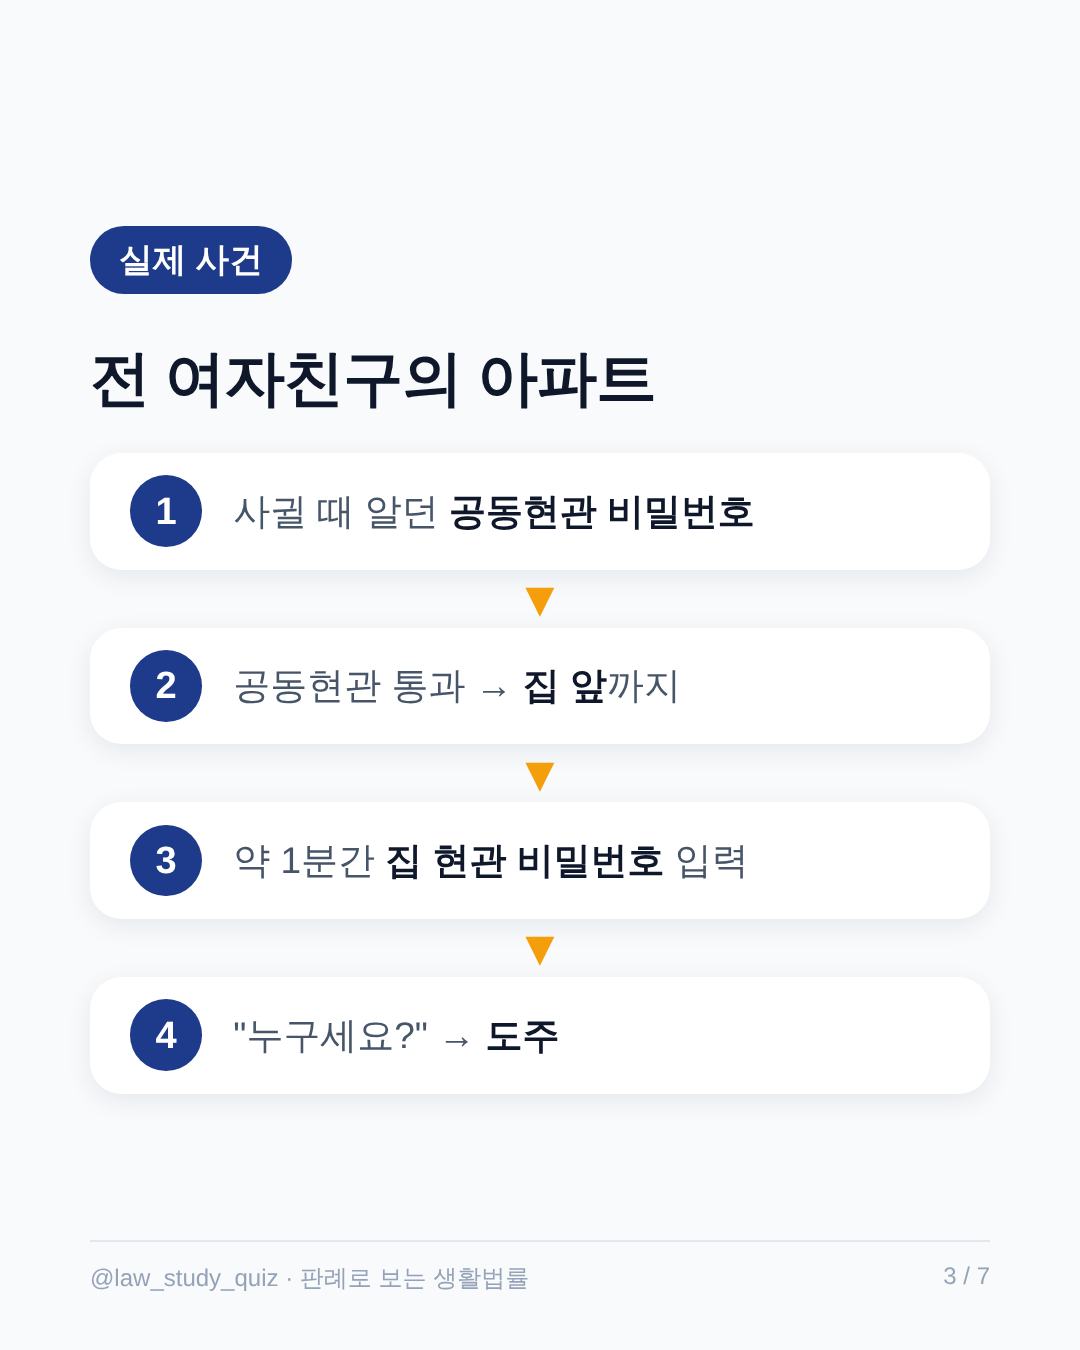 실제 사건
전 여자친구의 아파트
1 사귈 때 알던 공동현관 비밀번호
▼
2 공동현관 통과 → 집 앞까지
▼
3 약 1분간 집 현관 비밀번호 입력
▼
4 "누구세요?" → 도주
@law_study_quiz · 판례로 보는 생활법률
3 / 7